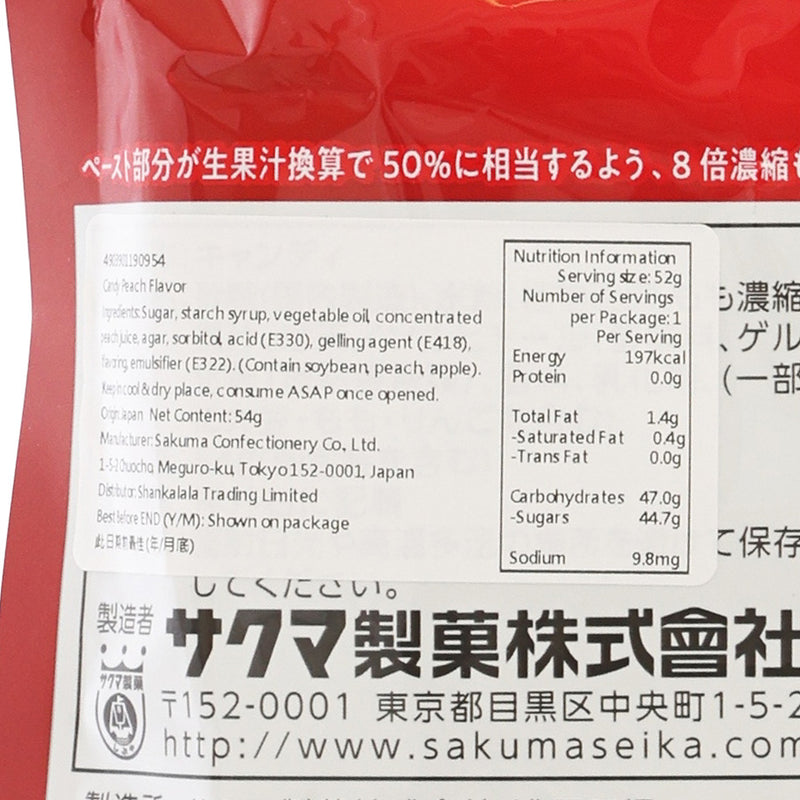 ペースト部分が生果汁換算で50%に相当するよう、8倍濃縮も
Candy Peach Flavor
Ingredients: Sugar, starch syrup, vegetable oil, concentrated
peach juice, agar, sorbitol, acid (E330), gelling agent (E418),
flavoring, emulsifier (E322). (Contain soybean, peach, apple).
Keep in cool & dry place, consume ASAP once opened.
Origin: Japan Net Content: 54g
Manufacturer: Sakuma Confectionery Co., Ltd.
Meguro-ku, Tokyo 152-0001, Japan
Distributor: Shankalala Trading Limited
Best Before END (Y/M): Shown on package
此日期前最佳(年/月底)
Nutrition Information
Serving size: 52g
Number of Servings
per Package: 1
Per Serving
Energy 197kcal
Protein 0.0g
Total Fat 1.4g
-Saturated Fat 0.4g
-Trans Fat 0.0g
Carbohydrates 47.0g
-Sugars 44.7g
Sodium 9.8mg
キャンディ
も濃縮
、ゲル
(一部
て保存
してください。
製造者 サクマ製菓株式會社
サクマ製菓
〒152-0001 東京都目黒区中央町1-5-2
http://www.sakumaseika.com